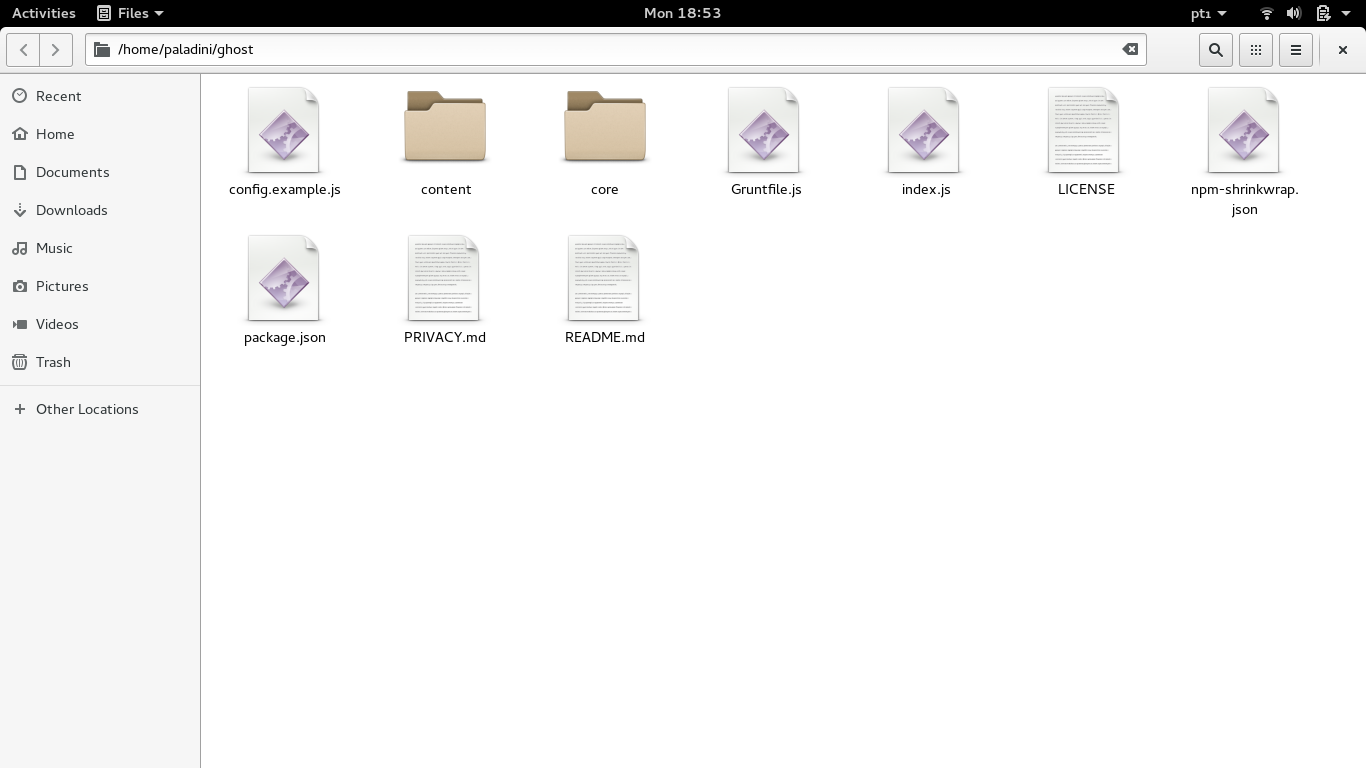 Activities Files Mon 18:53 pt₁
/home/paladini/ghost
Recent
Home
Documents
Downloads
Music
Pictures
Videos
Trash
Other Locations
config.example.js content core Gruntfile.js index.js LICENSE npm-shrinkwrap.
json
package.json PRIVACY.md README.md